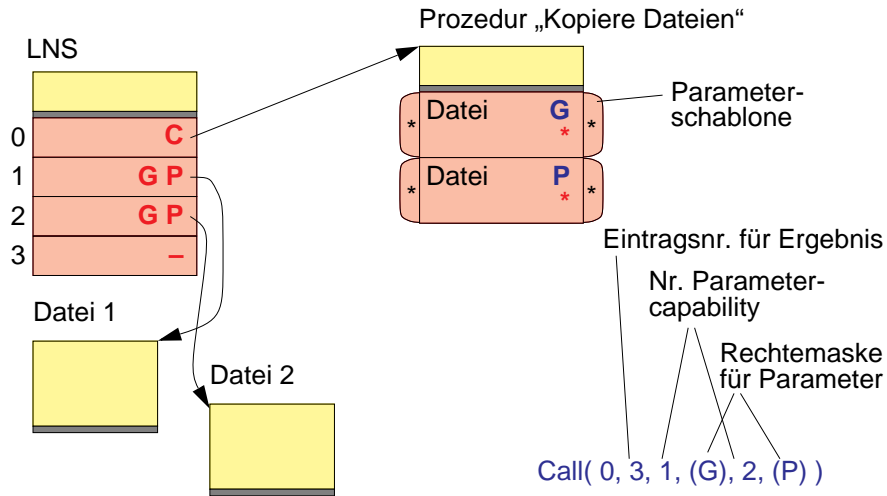 Prozedur „Kopiere Dateien“
LNS
0
C
1
G P
2
G P
3
–
* Datei G *
*
* Datei P *
*
Parameter-
schablone
Eintragsnr. für Ergebnis
Nr. Parameter-
capability
Rechtemaske
für Parameter
Datei 1
Datei 2
Call( 0, 3, 1, (G), 2, (P) )